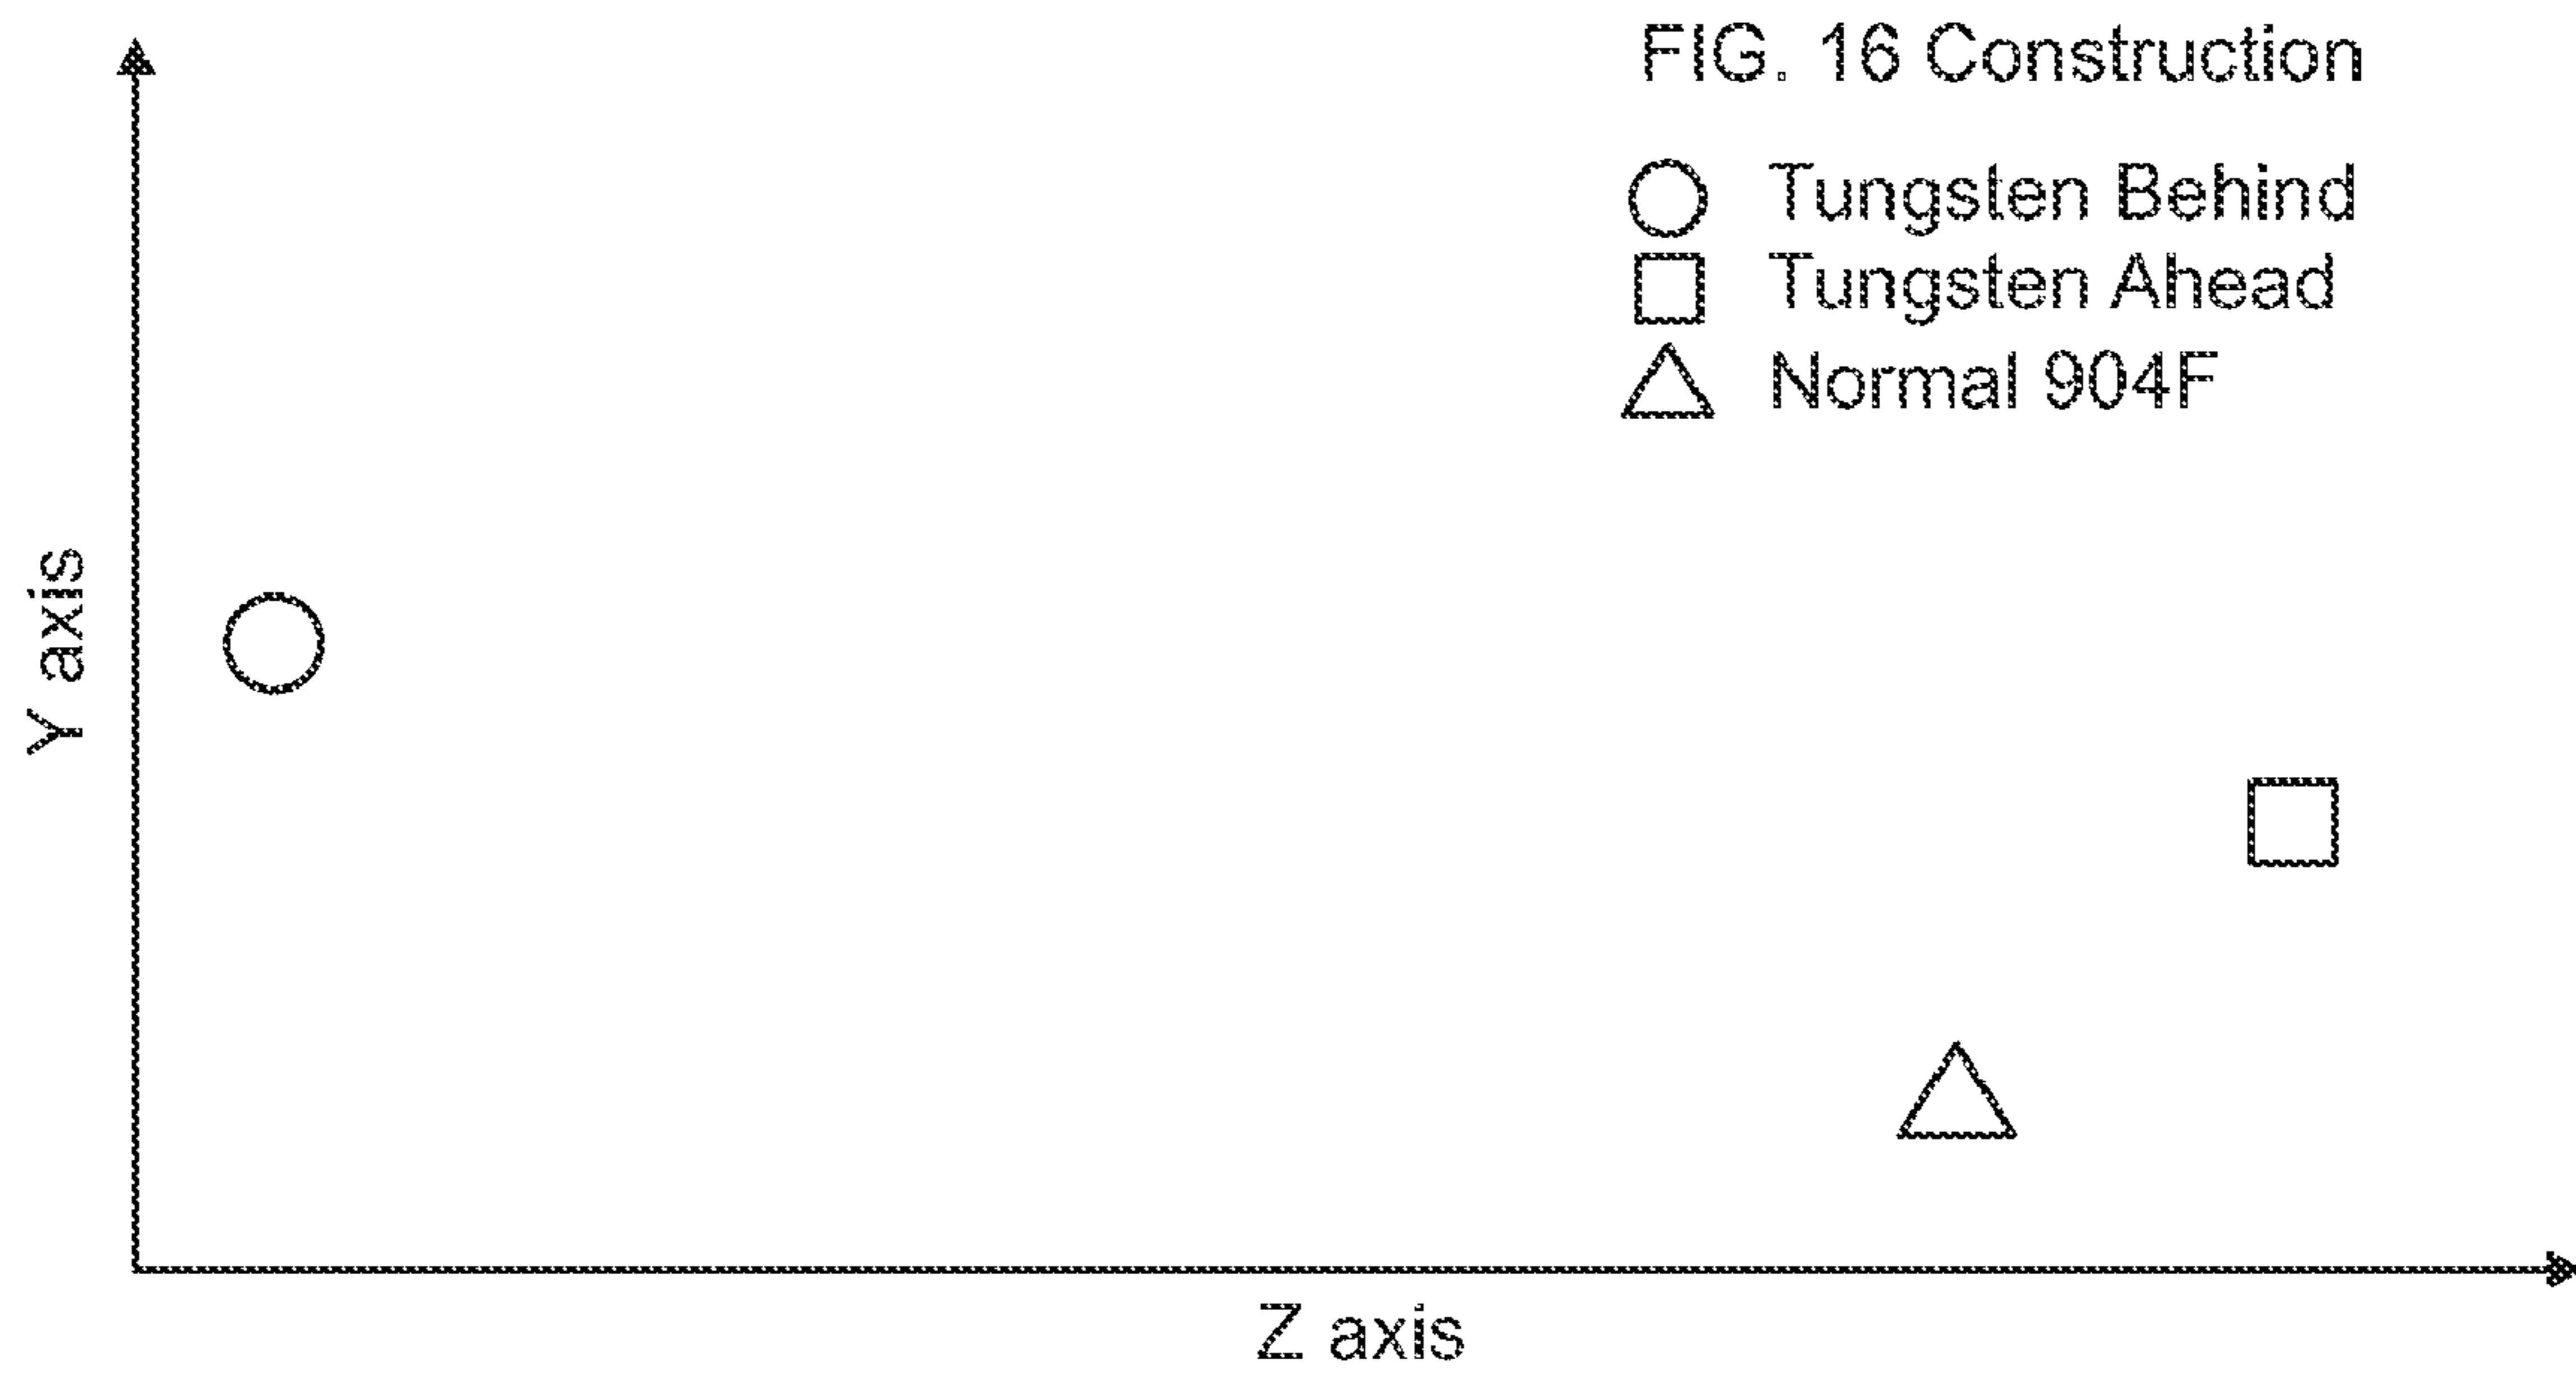 FIG. 16 Construction
Tungsten Behind
Tungsten Ahead
Normal 904F
Y axis
Z axis